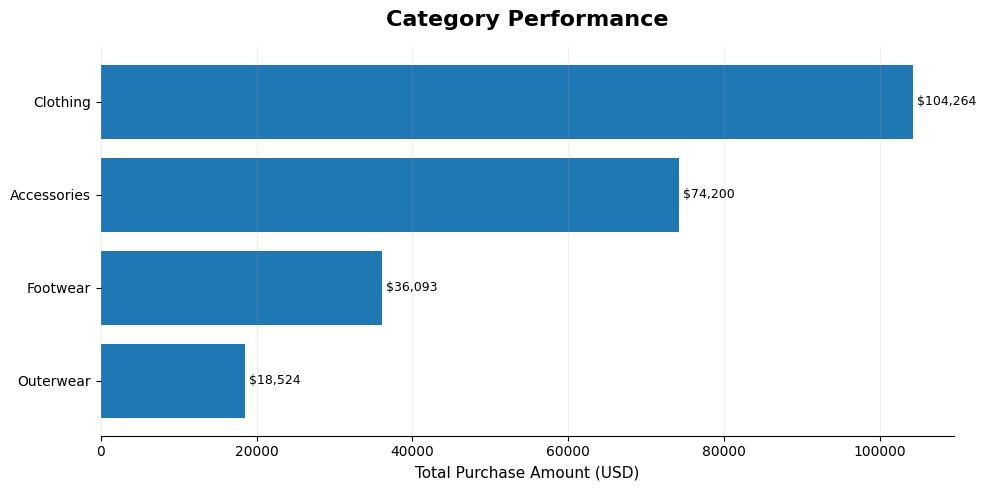 Category Performance
Clothing
$104,264
Accessories
$74,200
Footwear
$36,093
Outerwear
$18,524
0 20000 40000 60000 80000 100000
Total Purchase Amount (USD)